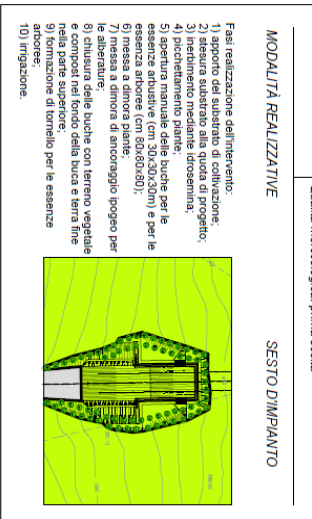 MODALITÀ REALIZZATIVE
SESTO D'IMPIANTO
Fasi realizzazione dell'intervento:
1) apporto del substrato di coltivazione;
2) stesura substrato alla quota di progetto;
3) inerbimento mediante idrosemina;
4) picchettamento piante;
5) apertura manuale delle buche per le
essenze arbustive (cm 30x30x30m) e per le
essenza arboree (cm 80x80x80);
6) messa a dimora piante;
7) messa a dimora di ancoraggio ipogeo per
le alberature;
8) chiusura delle buche con terreno vegetale
e compost nel fondo della buca e terra fine
nella parte superiore;
9) formazione di tornello per le essenze
arboree;
10) irrigazione.